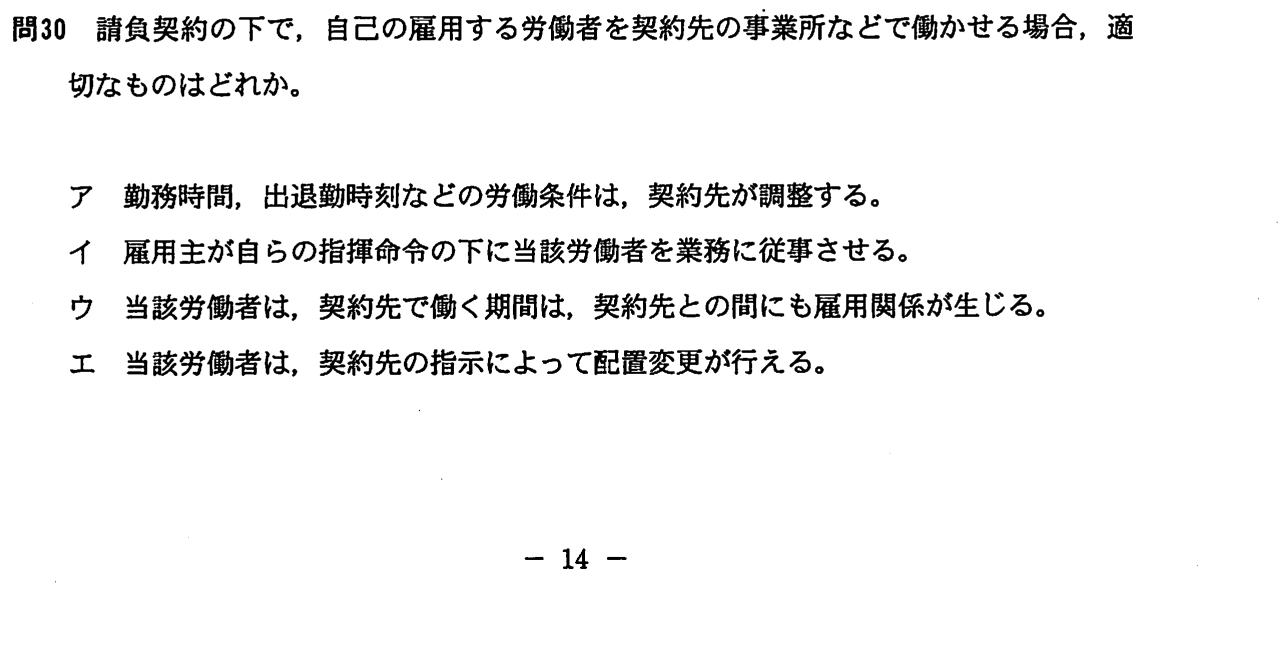 問30　請負契約の下で，自己の雇用する労働者を契約先の事業所などで働かせる場合，適
切なものはどれか。
ア　勤務時間，出退勤時刻などの労働条件は，契約先が調整する。
イ　雇用主が自らの指揮命令の下に当該労働者を業務に従事させる。
ウ　当該労働者は，契約先で働く期間は，契約先との間にも雇用関係が生じる。
エ　当該労働者は，契約先の指示によって配置変更が行える。
－ 14 －